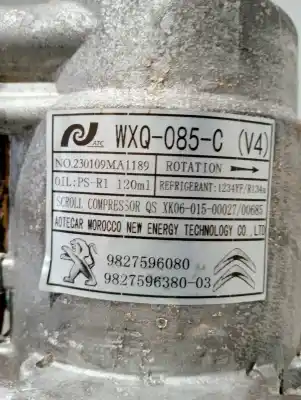 ATC WXQ-085-C (V4)
NO.230109MA1189 ROTATION
OIL:PS-R1 120ml REFRIGERANT:1234YF/R134a
SCROLL COMPRESSOR QS XK06-015-00027/00685
AOTECAR MOROCCO NEW ENERGY TECHNOLOGY CO.,LTD
9827596080
9827596380-03